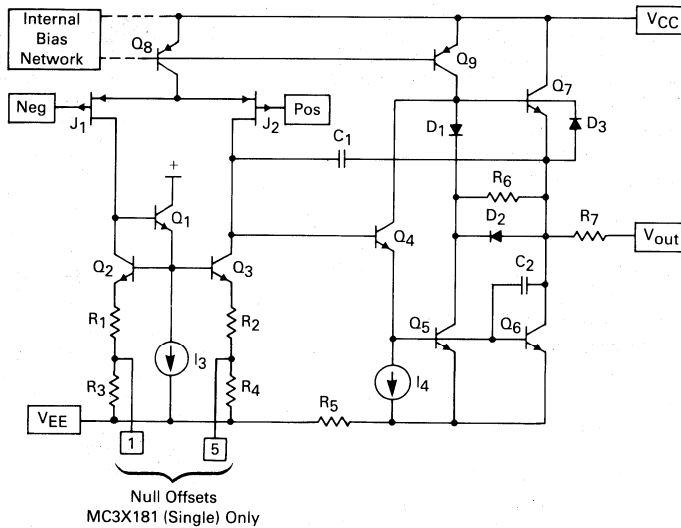 Internal
Bias
Network
VCC
Q8
Q9
Q7
Neg
Pos
J1
J2
D1
D3
C1
R6
Q1
D2
R7
Vout
Q4
Q2
Q3
C2
R1
R2
Q5
Q6
I3
I4
R3
R4
R5
VEE
1
5
Null Offsets
MC3X181 (Single) Only